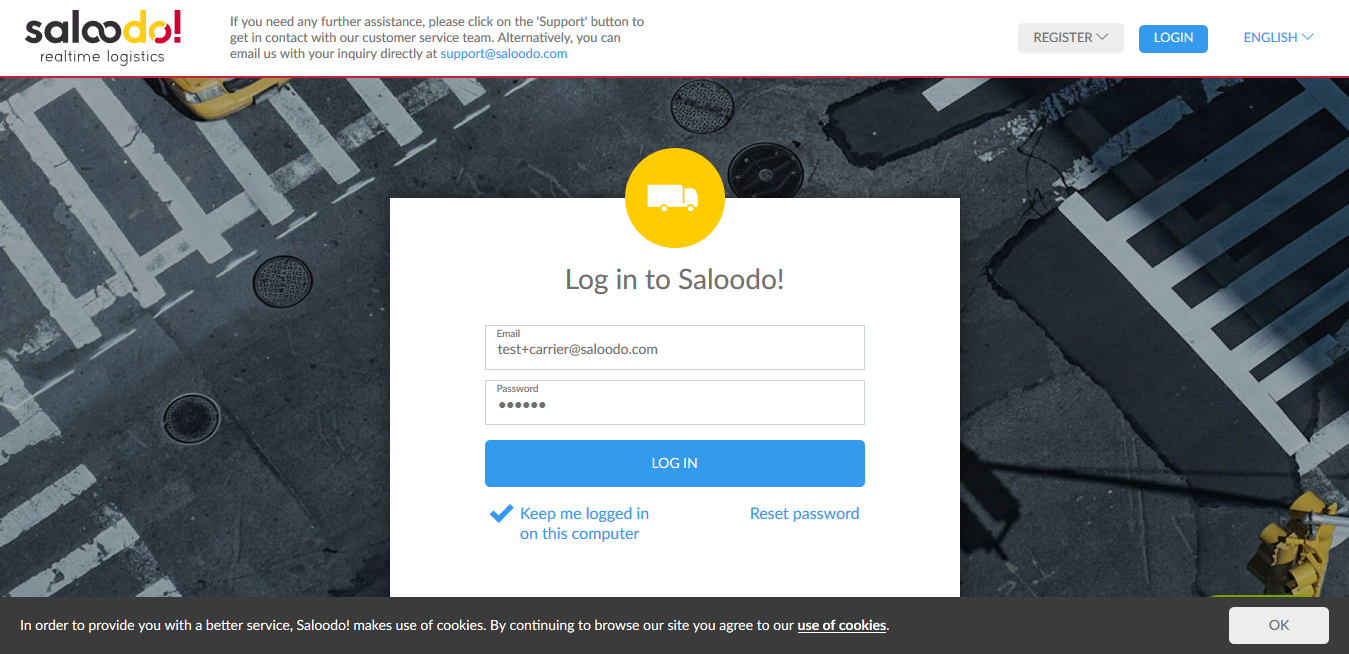 saloodo!
realtime logistics
If you need any further assistance, please click on the 'Support' button to
get in contact with our customer service team. Alternatively, you can
email us with your inquiry directly at support@saloodo.com
REGISTER
LOGIN
ENGLISH
Log in to Saloodo!
Email
test+carrier@saloodo.com
Password
••••••
LOG IN
Keep me logged in
on this computer
Reset password
In order to provide you with a better service, Saloodo! makes use of cookies. By continuing to browse our site you agree to our use of cookies.
OK